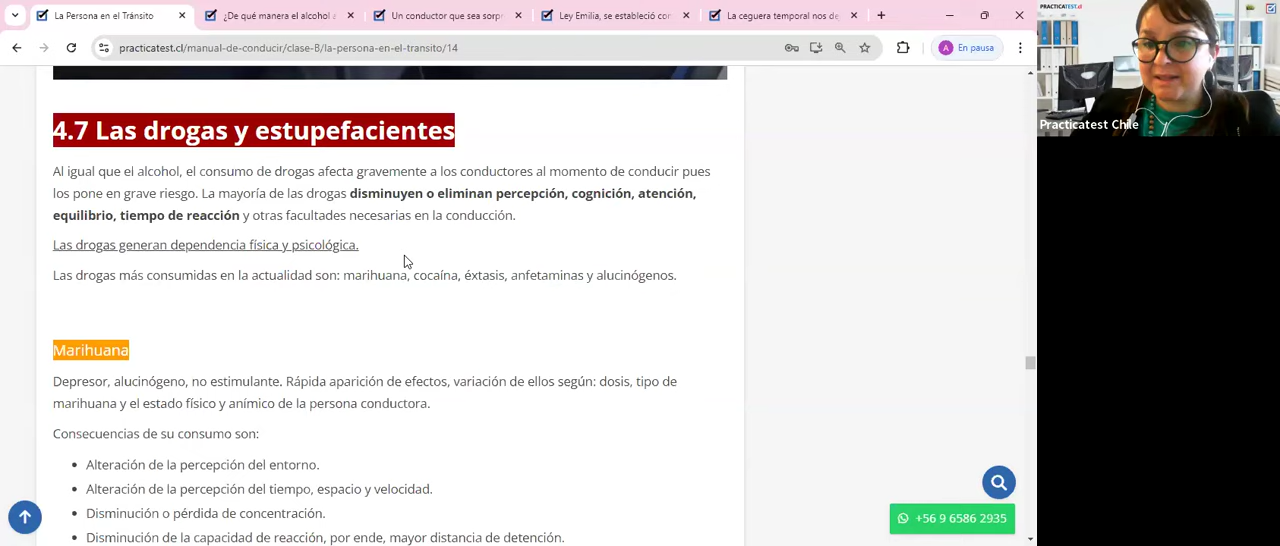 La Persona en el Tránsito
¿De qué manera el alcohol a
Un conductor que sea sorpr
Ley Emilia, se estableció cor
La ceguera temporal nos de
practicatest.cl/manual-de-conducir/clase-B/la-persona-en-el-transito/14
A En pausa
PRACTICATEST.cl
Practicatest Chile
4.7 Las drogas y estupefacientes
Al igual que el alcohol, el consumo de drogas afecta gravemente a los conductores al momento de conducir pues
los pone en grave riesgo. La mayoría de las drogas disminuyen o eliminan percepción, cognición, atención,
equilibrio, tiempo de reacción y otras facultades necesarias en la conducción.
Las drogas generan dependencia física y psicológica.
Las drogas más consumidas en la actualidad son: marihuana, cocaína, éxtasis, anfetaminas y alucinógenos.
Marihuana
Depresor, alucinógeno, no estimulante. Rápida aparición de efectos, variación de ellos según: dosis, tipo de
marihuana y el estado físico y anímico de la persona conductora.
Consecuencias de su consumo son:
• Alteración de la percepción del entorno.
• Alteración de la percepción del tiempo, espacio y velocidad.
• Disminución o pérdida de concentración.
• Disminución de la capacidad de reacción, por ende, mayor distancia de detención.
+56 9 6586 2935